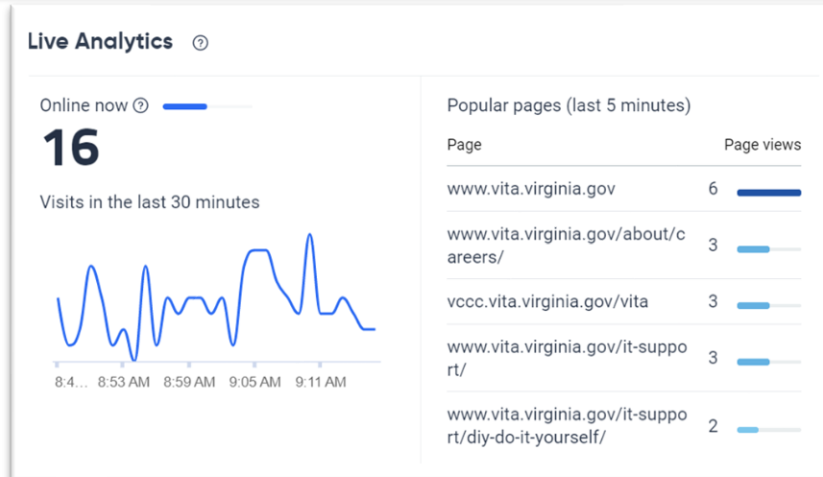 Live Analytics ?
Online now ?
16
Visits in the last 30 minutes
8:4... 8:53 AM 8:59 AM 9:05 AM 9:11 AM
Popular pages (last 5 minutes)
Page Page views
www.vita.virginia.gov 6
www.vita.virginia.gov/about/c
areers/ 3
vccc.vita.virginia.gov/vita 3
www.vita.virginia.gov/it-suppo
rt/ 3
www.vita.virginia.gov/it-suppo
rt/diy-do-it-yourself/ 2